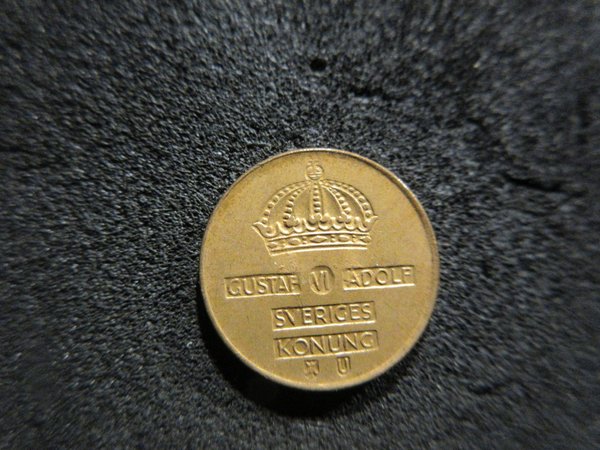 GUSTAF VI ADOLF
SVERIGES
KONUNG
U